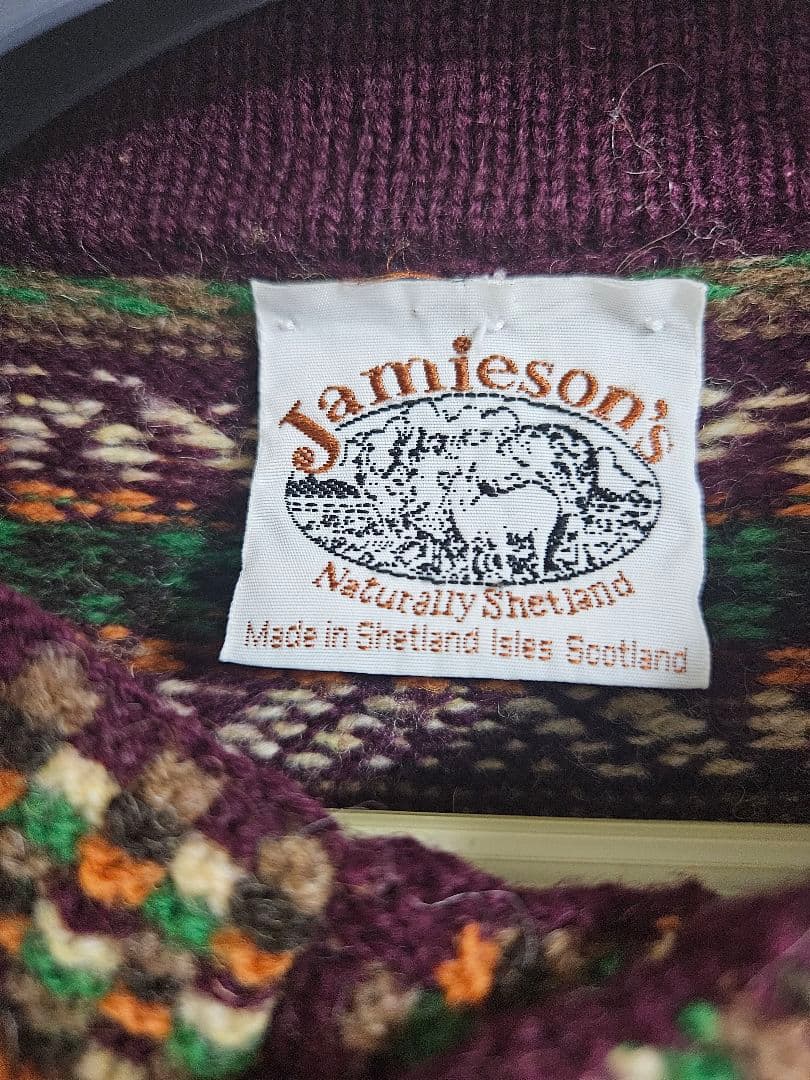 Jamieson's
Naturally Shetland
Made in Shetland Isles Scotland